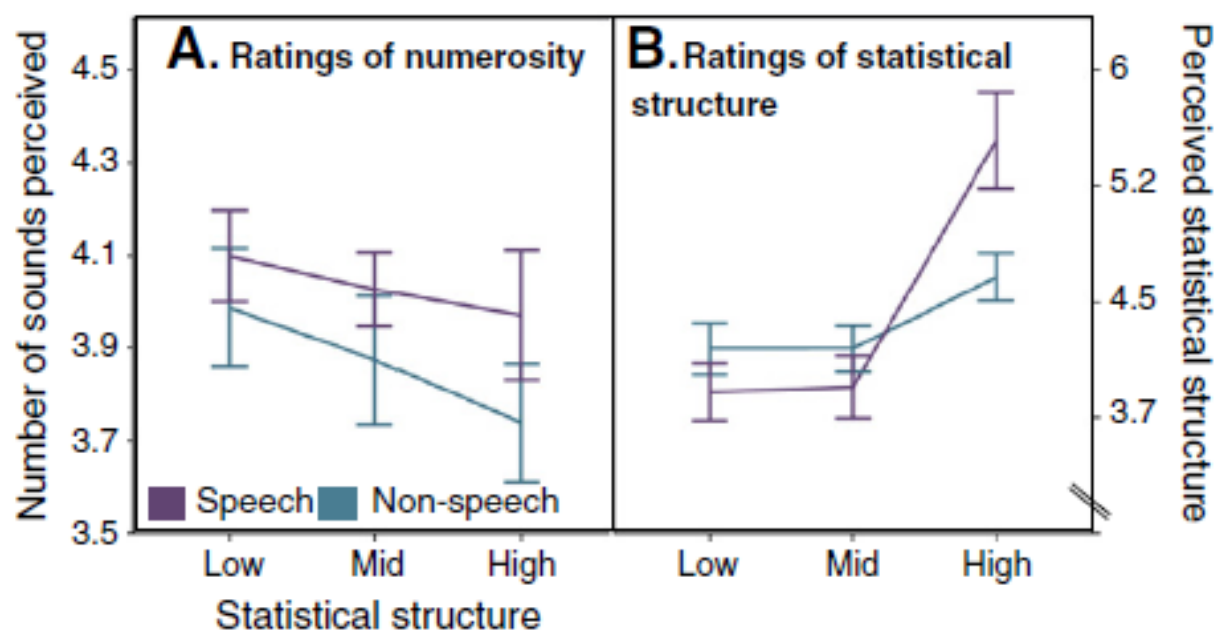 A. Ratings of numerosity
B. Ratings of statistical
structure
Number of sounds perceived
4.5
4.3
4.1
3.9
3.7
3.5
Speech
Non-speech
Low
Mid
High
Statistical structure
Low
Mid
High
6
5.2
4.5
3.7
Perceived statistical structure